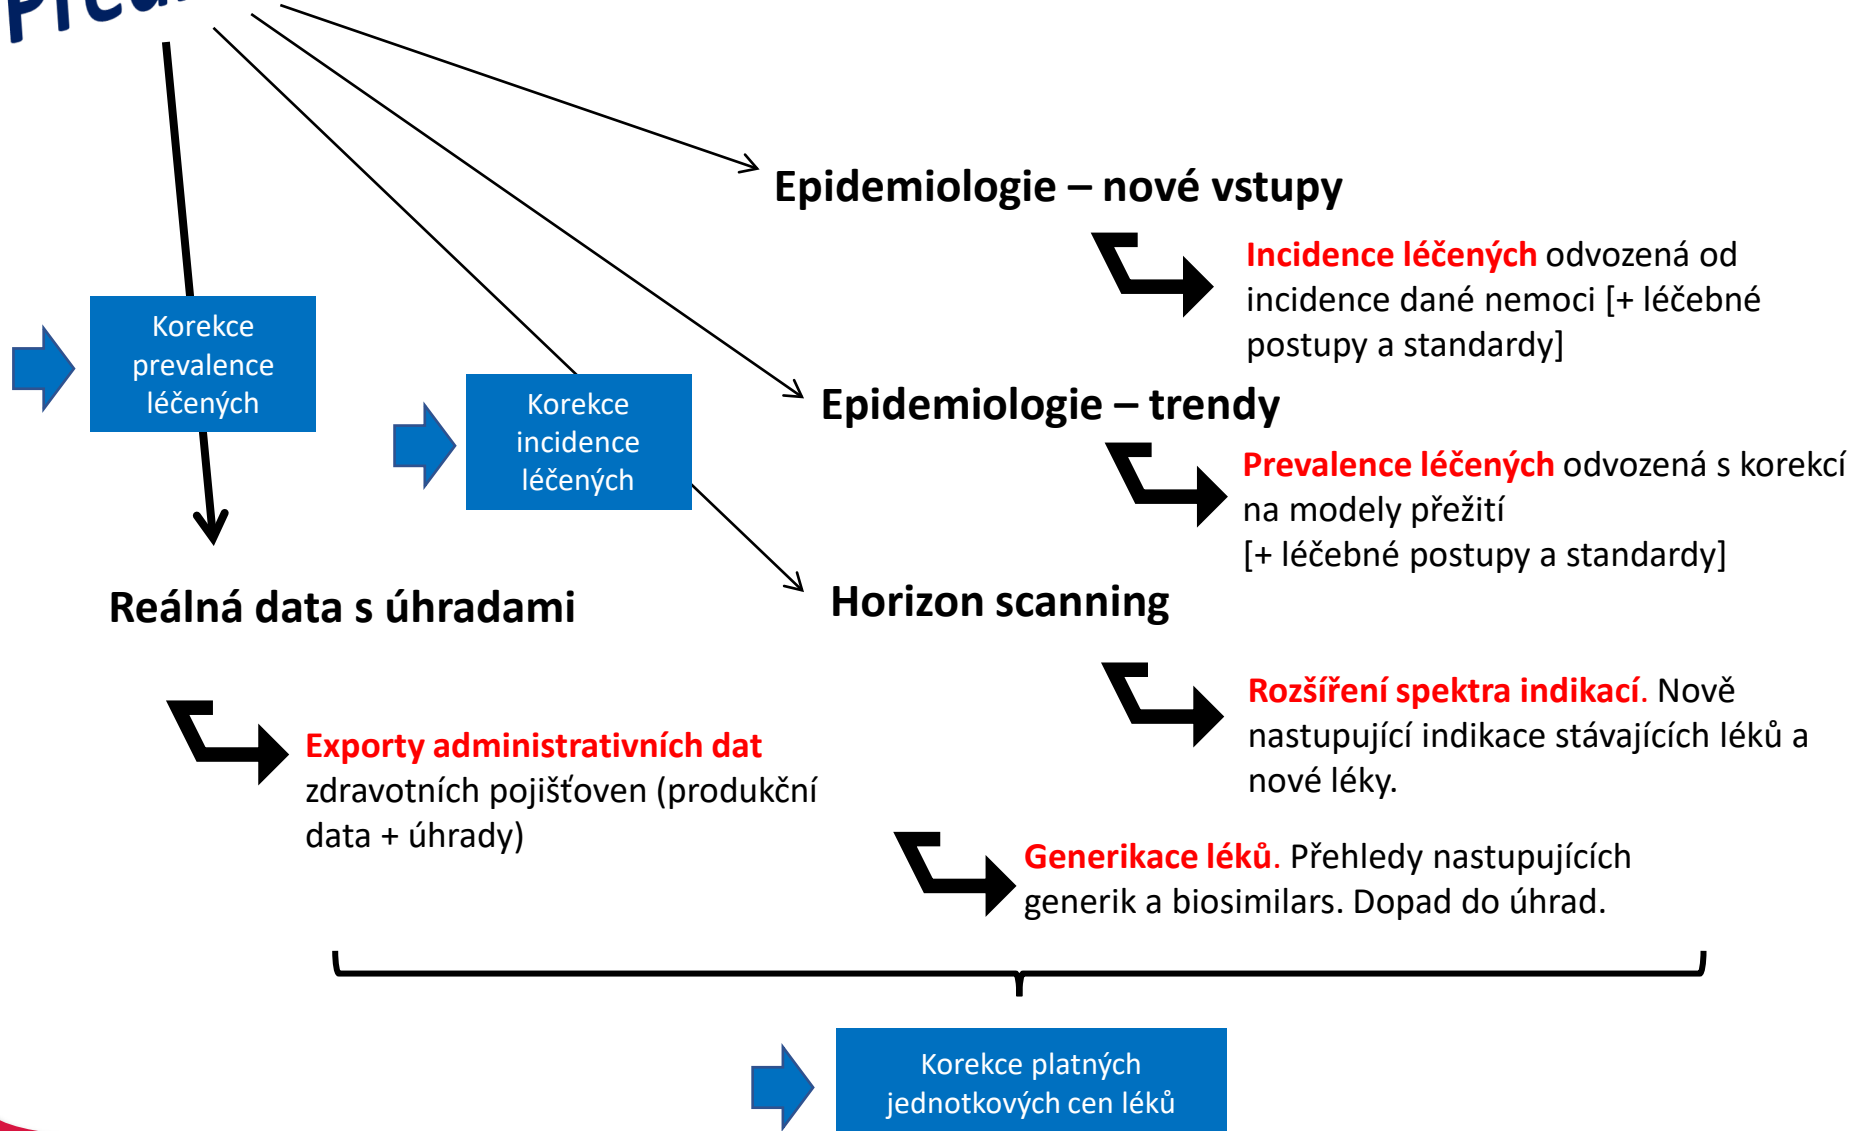 Epidemiologie – nové vstupy
Incidence léčených odvozená od
incidence dané nemoci [+ léčebné
postupy a standardy]
Korekce
prevalence
léčených
Korekce
incidence
léčených
Epidemiologie – trendy
Prevalence léčených odvozená s korekcí
na modely přežití
[+ léčebné postupy a standardy]
Reálná data s úhradami
Horizon scanning
Exporty administrativních dat
zdravotních pojišťoven (produkční
data + úhrady)
Rozšíření spektra indikací. Nově
nastupující indikace stávajících léků a
nové léky.
Generikace léků. Přehledy nastupujících
generik a biosimilars. Dopad do úhrad.
Korekce platných
jednotkových cen léků